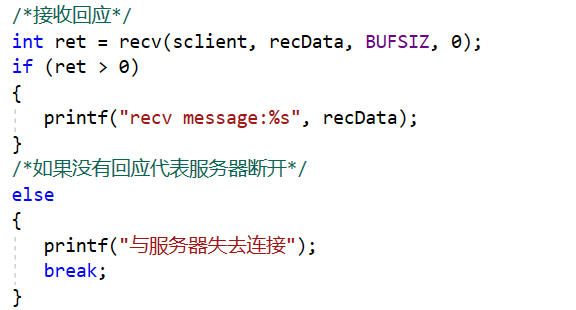 /*接收回应*/
int ret = recv(sclient, recData, BUFSIZ, 0);
if (ret > 0)
{
printf("recv message:%s", recData);
}
/*如果没有回应代表服务器断开*/
else
{
printf("与服务器失去连接");
break;
}